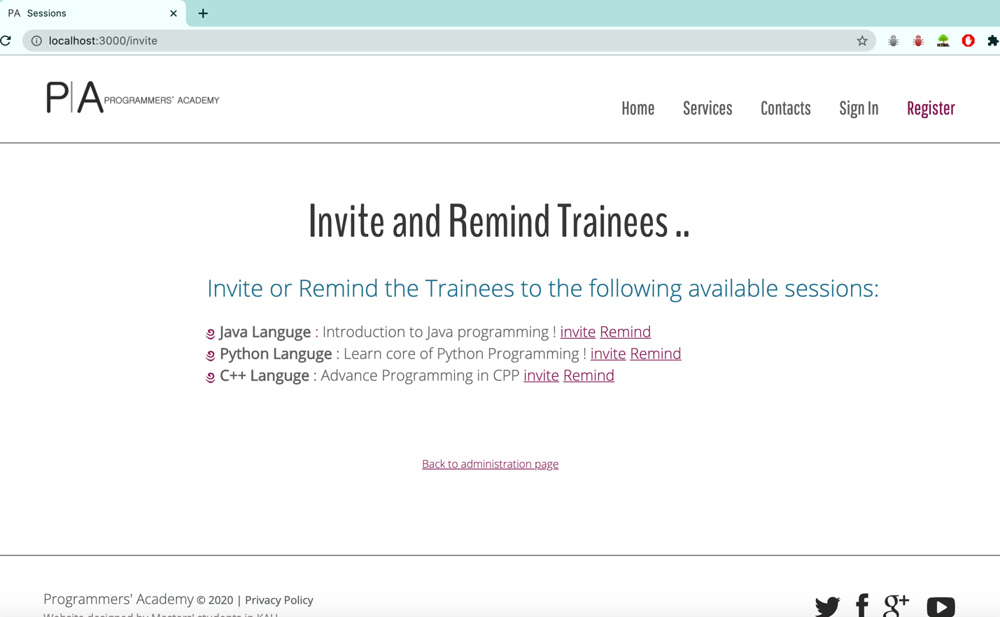 PA Sessions
localhost:3000/invite
HTML
P|A PROGRAMMERS' ACADEMY
Home Services Contacts Sign In Register
Invite and Remind Trainees ..
Invite or Remind the Trainees to the following available sessions:
Java Languge : Introduction to Java programming ! invite Remind
Python Languge : Learn core of Python Programming ! invite Remind
C++ Languge : Advance Programming in CPP invite Remind
Back to administration page
Programmers' Academy © 2020 | Privacy Policy
Website designed by Masters' students in KAU